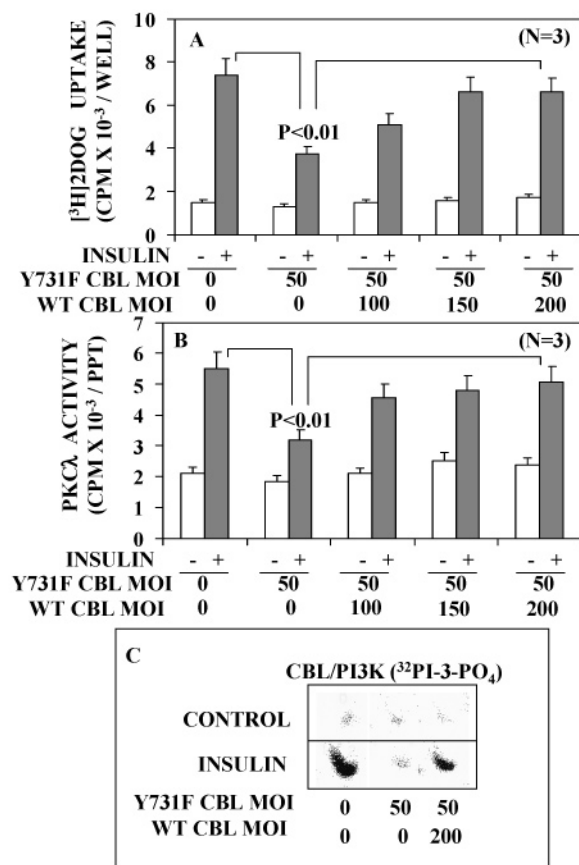 A (N=3)
[³H]2DOG UPTAKE
(CPM X 10⁻³ / WELL)
10
8
6
4
2
0
P<0.01
INSULIN - + - + - + - + - +
Y731F CBL MOI 0 50 50 50 50
WT CBL MOI 0 0 100 150 200
B (N=3)
PKCλ ACTIVITY
(CPM X 10⁻³ / PPT)
6
5
4
3
2
1
0
P<0.01
INSULIN - + - + - + - + - +
Y731F CBL MOI 0 50 50 50 50
WT CBL MOI 0 0 100 150 200
C
CBL/PI3K (³²PI-3-PO₄)
CONTROL
INSULIN
Y731F CBL MOI 0 50 50
WT CBL MOI 0 0 200